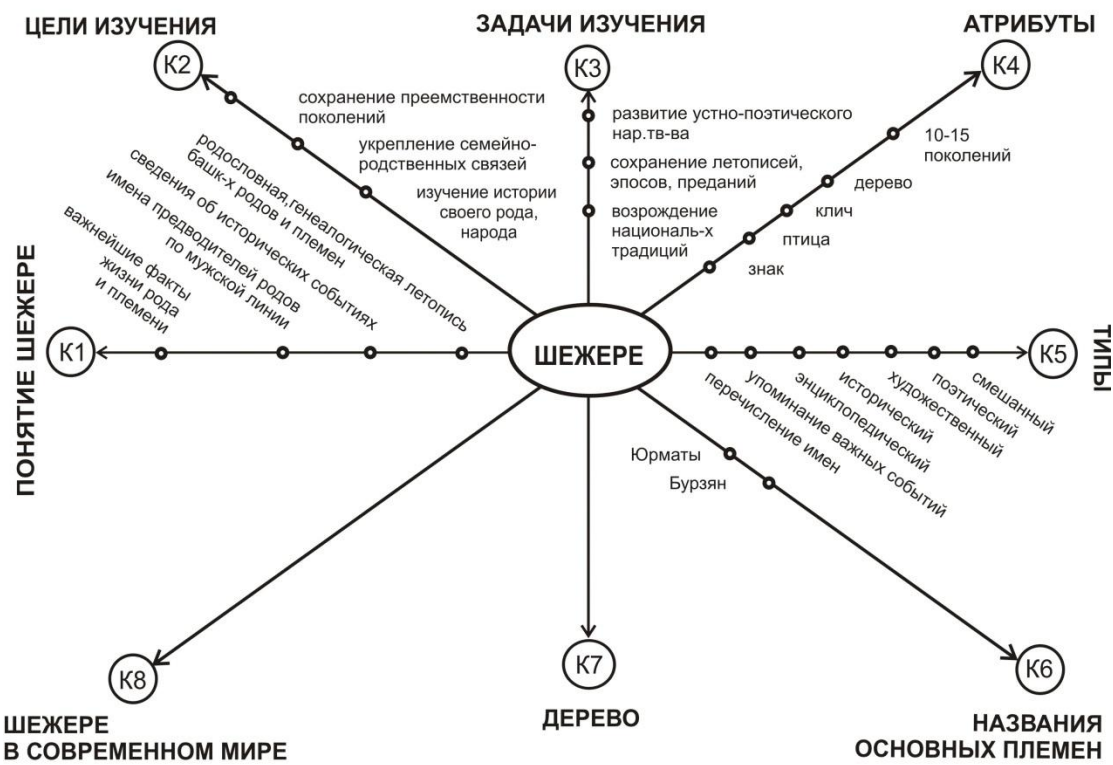 ЦЕЛИ ИЗУЧЕНИЯ
К2
сохранение преемственности
поколений
укрепление семейно-
родственных связей
изучение истории
своего рода,
народа
ЗАДАЧИ ИЗУЧЕНИЯ
К3
развитие устно-поэтического
нар.тв-ва
сохранение летописей,
эпосов, преданий
возрождение
националь-х
традиций
АТРИБУТЫ
К4
10-15
поколений
дерево
клич
птица
знак
ПОНЯТИЕ ШЕЖЕРЕ
К1
важнейшие факты
жизни рода
и племени
имена предводителей родов
по мужской линии
сведения об исторических событиях
родословная,генеалогическая летопись
башк-х родов и племен
ШЕЖЕРЕ
ТИПЫ
К5
перечисление имен
упоминание важных событий
энциклопедический
исторический
художественный
поэтический
смешанный
Юрматы
Бурзян
К8
ШЕЖЕРЕ
В СОВРЕМЕННОМ МИРЕ
К7
ДЕРЕВО
К6
НАЗВАНИЯ
ОСНОВНЫХ ПЛЕМЕН